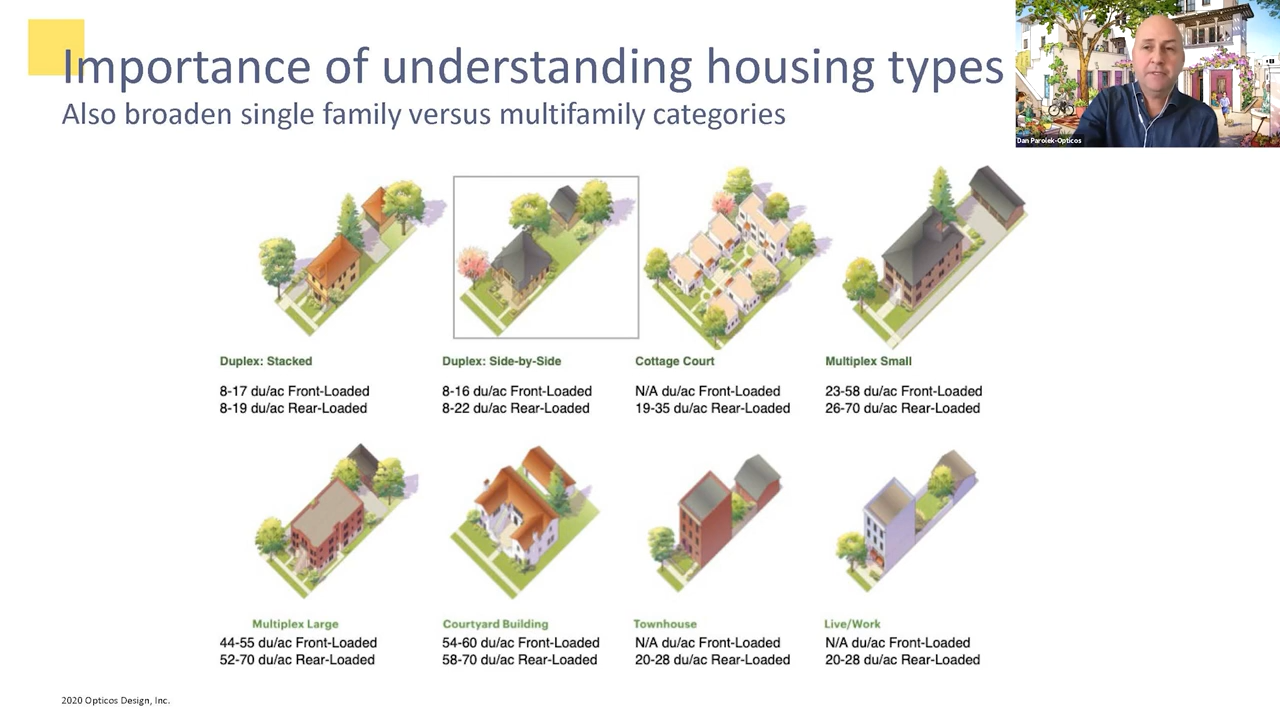 Importance of understanding housing types
Also broaden single family versus multifamily categories
Dan Parolek-Opticos
Duplex: Stacked
8-17 du/ac Front-Loaded
8-19 du/ac Rear-Loaded
Duplex: Side-by-Side
8-16 du/ac Front-Loaded
8-22 du/ac Rear-Loaded
Cottage Court
N/A du/ac Front-Loaded
19-35 du/ac Rear-Loaded
Multiplex Small
23-58 du/ac Front-Loaded
26-70 du/ac Rear-Loaded
Multiplex Large
44-55 du/ac Front-Loaded
52-70 du/ac Rear-Loaded
Courtyard Building
54-60 du/ac Front-Loaded
58-70 du/ac Rear-Loaded
Townhouse
N/A du/ac Front-Loaded
20-28 du/ac Rear-Loaded
Live/Work
N/A du/ac Front-Loaded
20-28 du/ac Rear-Loaded
2020 Opticos Design, Inc.